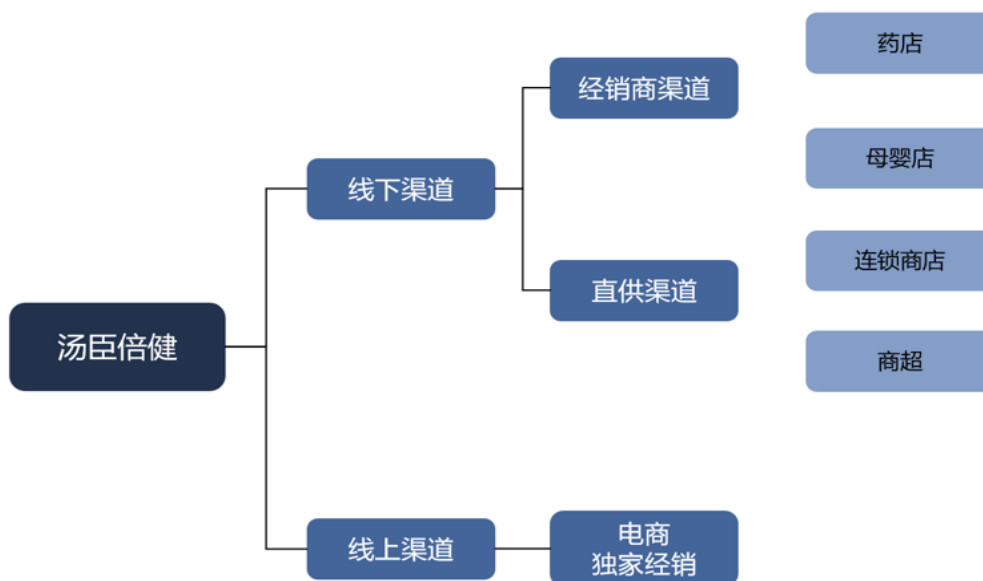 汤臣倍健
线下渠道
经销商渠道
直供渠道
药店
母婴店
连锁商店
商超
线上渠道
电商
独家经销